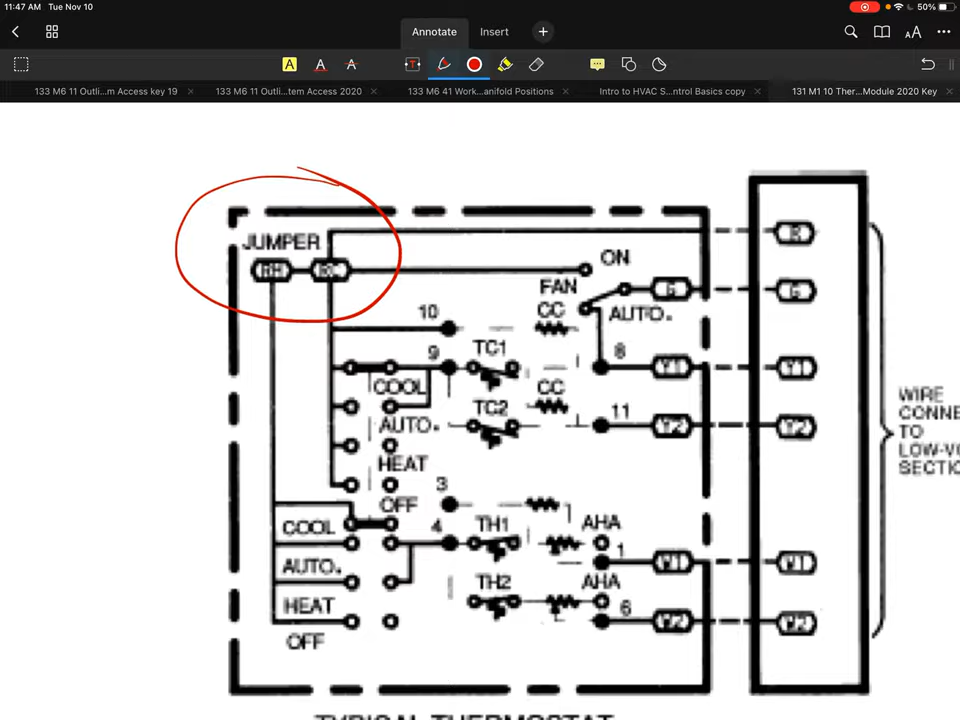 11:47 AM Tue Nov 10
50%
Annotate Insert
133 M6 11 Outli...m Access key 19 133 M6 11 Outli...tem Access 2020 133 M6 41 Work...anifold Positions Intro to HVAC S...ntrol Basics copy 131 M1 10 Ther...Module 2020 Key
JUMPER
RH RC
ON
FAN
AUTO.
R
G G
10 CC
9 TC1 8 Y1 Y1
COOL
TC2 CC 11 Y2 Y2
AUTO.
HEAT
OFF
3
COOL 4 TH1 AHA 1 W1 W1
AUTO.
HEAT TH2 AHA 6 W2 W2
OFF
WIRE
CONNE
TO
LOW-VO
SECTIO
TYPICAL THERMOSTAT